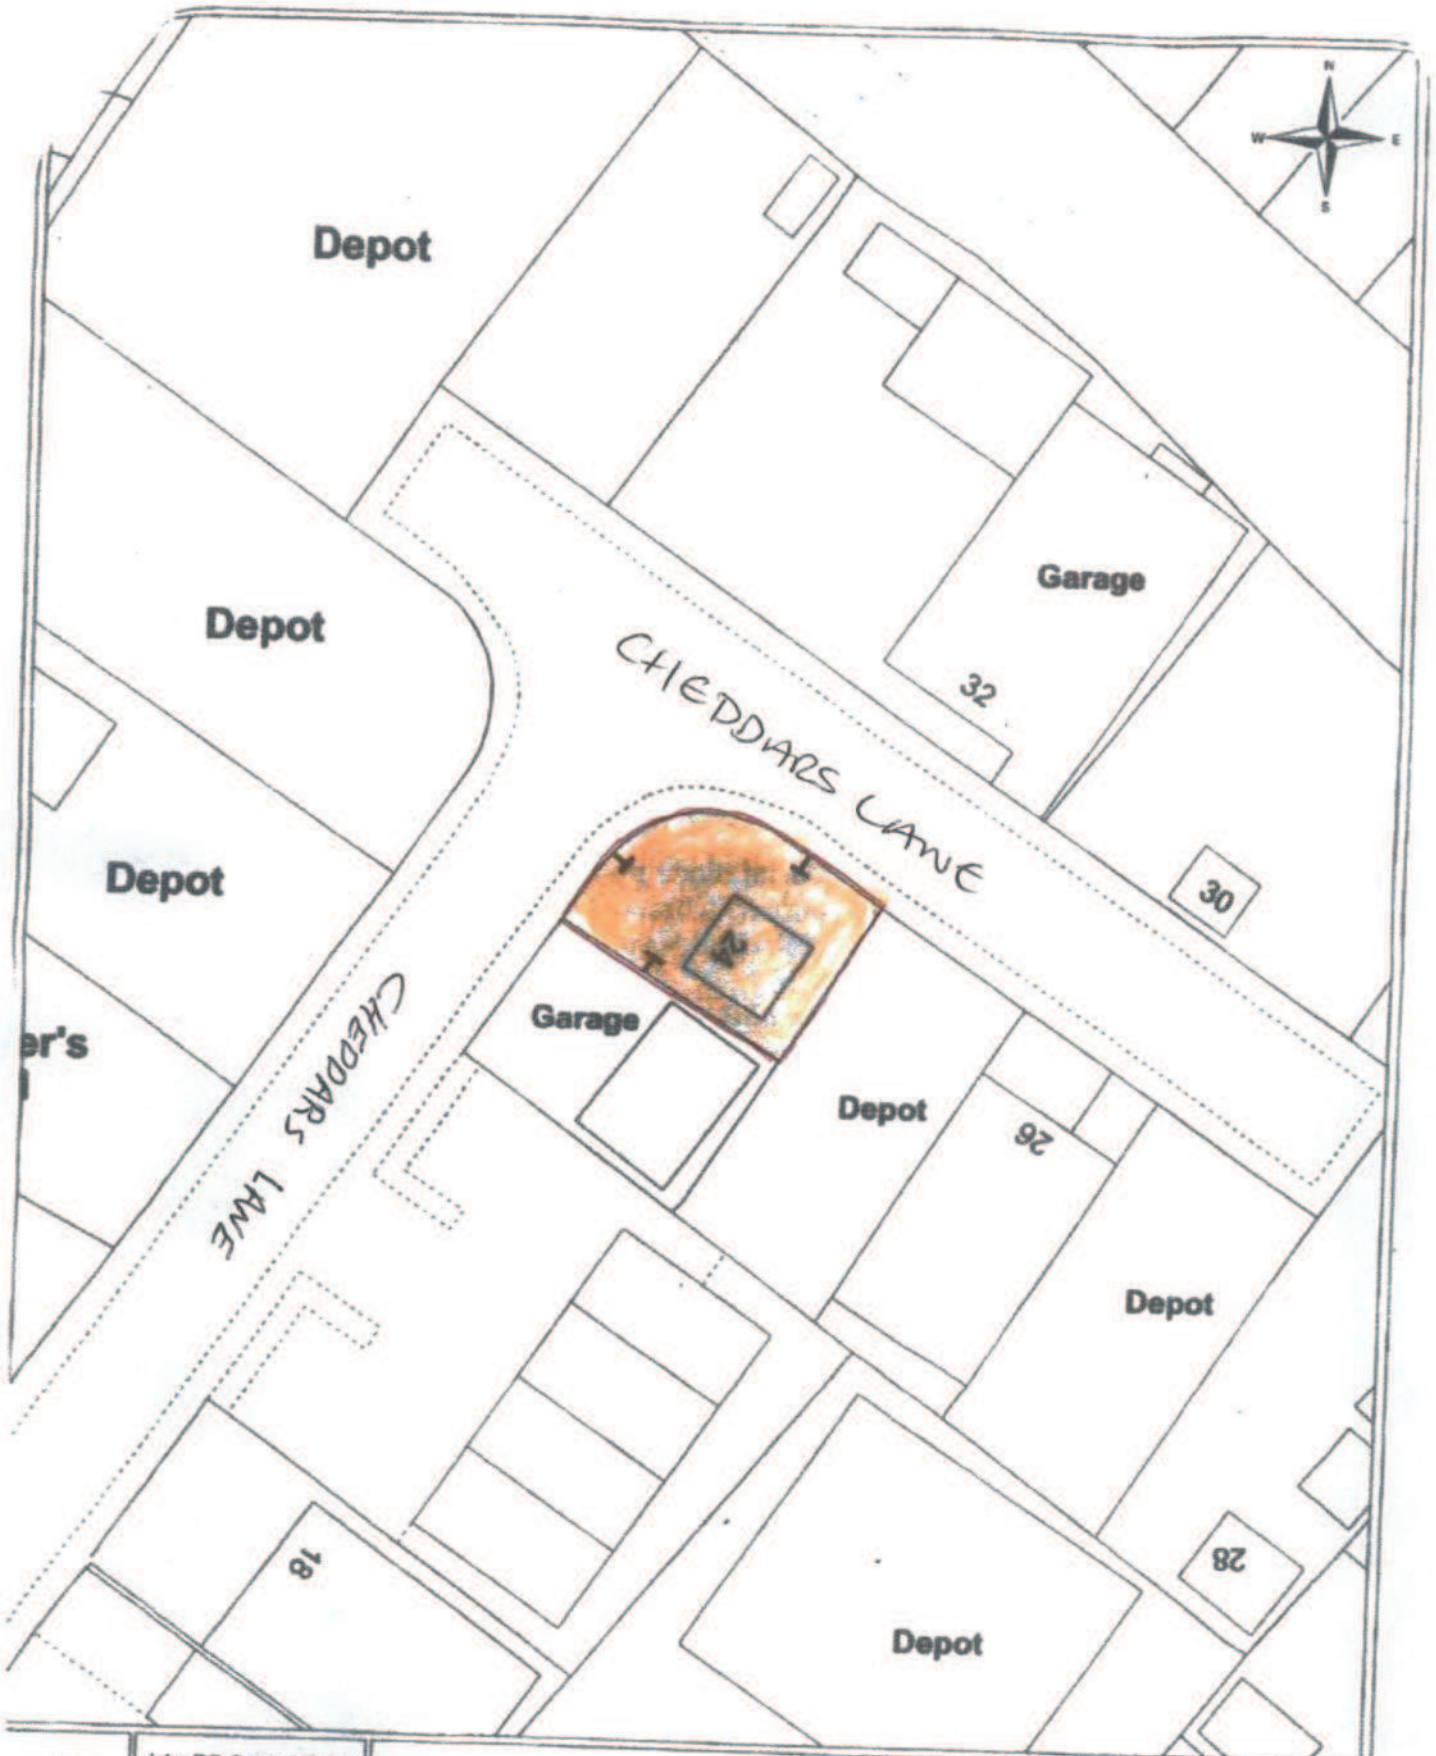 N
W E
S
Depot
Garage
Depot
32
CHEDDARS LANE
Depot
30
24
Garage
er's
CHEDDARS LANE
Depot
26
Depot
18
28
Depot